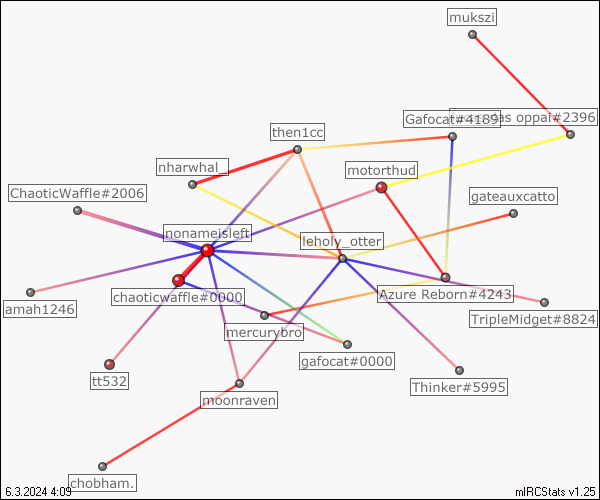 mukszi
Gafocat#4189
as oppai#2396
then1cc
nharwhal_
motorthud
ChaoticWaffle#2006
gateauxcatto
nonameisleft
leholy_otter
chaoticwaffle#0000
Azure Reborn#4243
amah1246
TripleMidget#8824
mercurybro
gafocat#0000
tt532
Thinker#5995
moonraven
chobham.
6.3.2024 4:09
mIRCStats v1.25